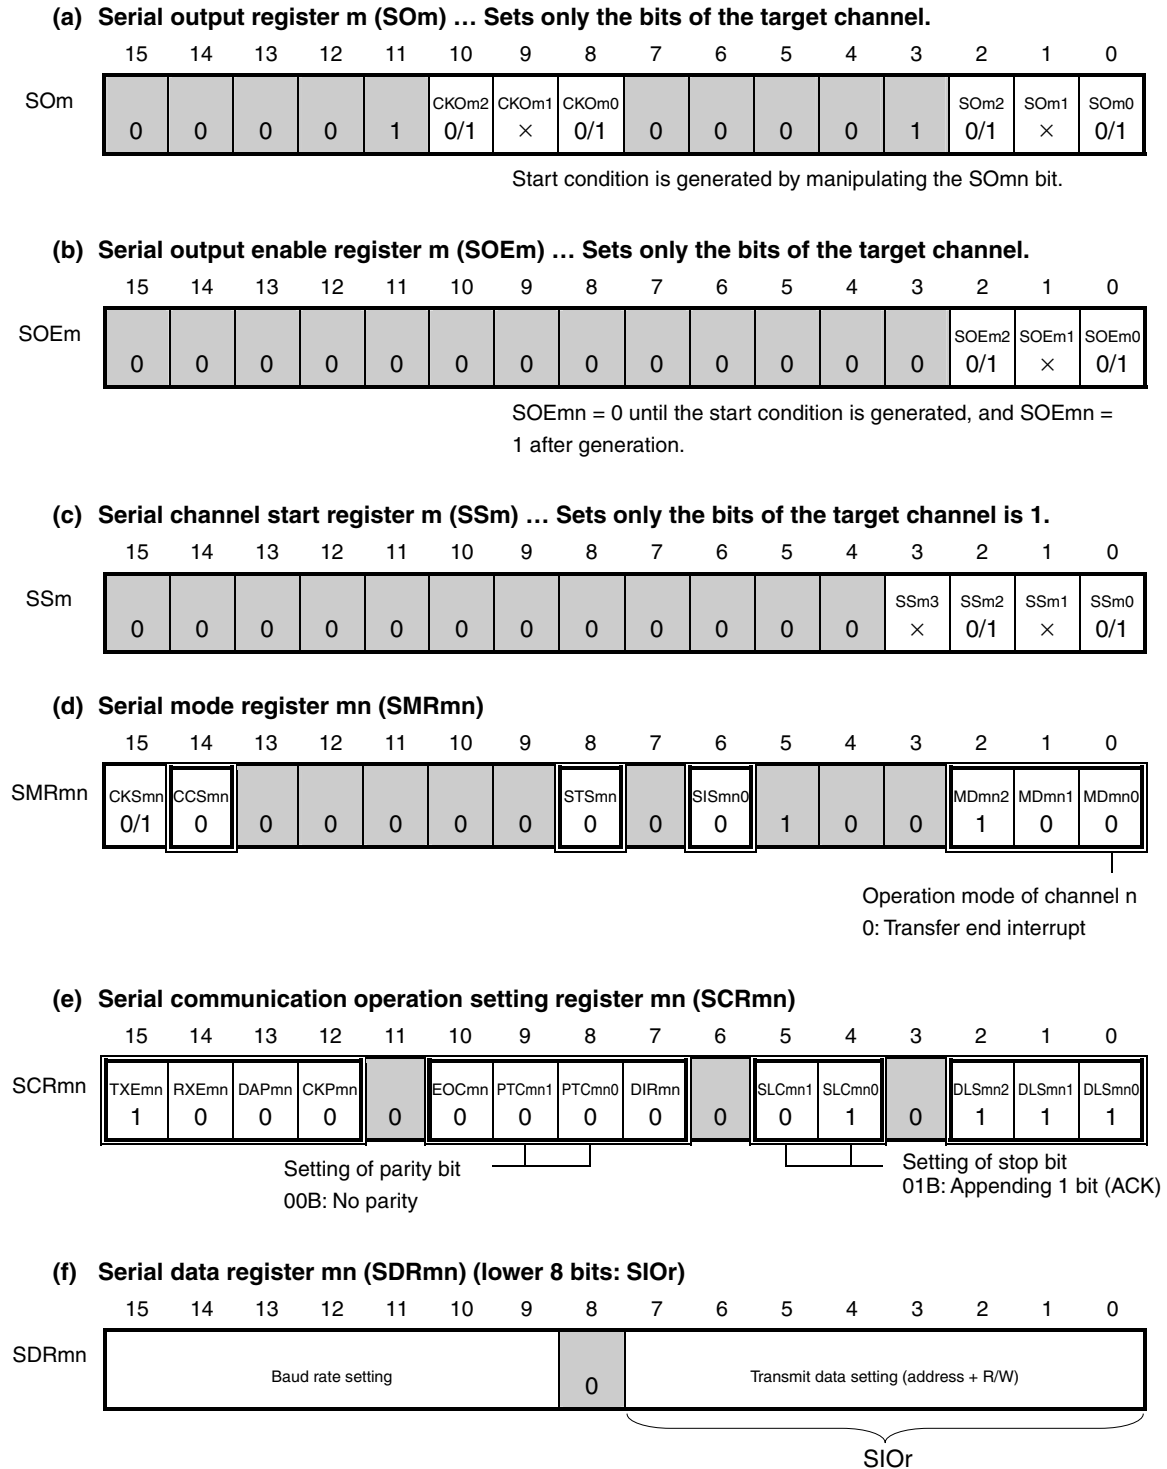 (a) Serial output register m (SOm) … Sets only the bits of the target channel.
15 14 13 12 11 10 9 8 7 6 5 4 3 2 1 0
SOm
CKOm2 CKOm1 CKOm0 SOm2 SOm1 SOm0
0 0 0 0 1 0/1 × 0/1 0 0 0 0 1 0/1 × 0/1
Start condition is generated by manipulating the SOmn bit.
(b) Serial output enable register m (SOEm) … Sets only the bits of the target channel.
15 14 13 12 11 10 9 8 7 6 5 4 3 2 1 0
SOEm
SOEm2 SOEm1 SOEm0
0 0 0 0 0 0 0 0 0 0 0 0 0 0/1 × 0/1
SOEmn = 0 until the start condition is generated, and SOEmn =
1 after generation.
(c) Serial channel start register m (SSm) … Sets only the bits of the target channel is 1.
15 14 13 12 11 10 9 8 7 6 5 4 3 2 1 0
SSm
SSm3 SSm2 SSm1 SSm0
0 0 0 0 0 0 0 0 0 0 0 0 × 0/1 × 0/1
(d) Serial mode register mn (SMRmn)
15 14 13 12 11 10 9 8 7 6 5 4 3 2 1 0
SMRmn
CKSmn CCSmn STSmn SISmn0 MDmn2 MDmn1 MDmn0
0/1 0 0 0 0 0 0 0 0 0 1 0 0 1 0 0
Operation mode of channel n
0: Transfer end interrupt
(e) Serial communication operation setting register mn (SCRmn)
15 14 13 12 11 10 9 8 7 6 5 4 3 2 1 0
SCRmn
TXEmn RXEmn DAPmn CKPmn EOCmn PTCmn1 PTCmn0 DIRmn SLCmn1 SLCmn0 DLSmn2 DLSmn1 DLSmn0
1 0 0 0 0 0 0 0 0 0 0 1 0 1 1 1
Setting of parity bit
00B: No parity
Setting of stop bit
01B: Appending 1 bit (ACK)
(f) Serial data register mn (SDRmn) (lower 8 bits: SIOr)
15 14 13 12 11 10 9 8 7 6 5 4 3 2 1 0
SDRmn
Baud rate setting 0 Transmit data setting (address + R/W)
SIOr